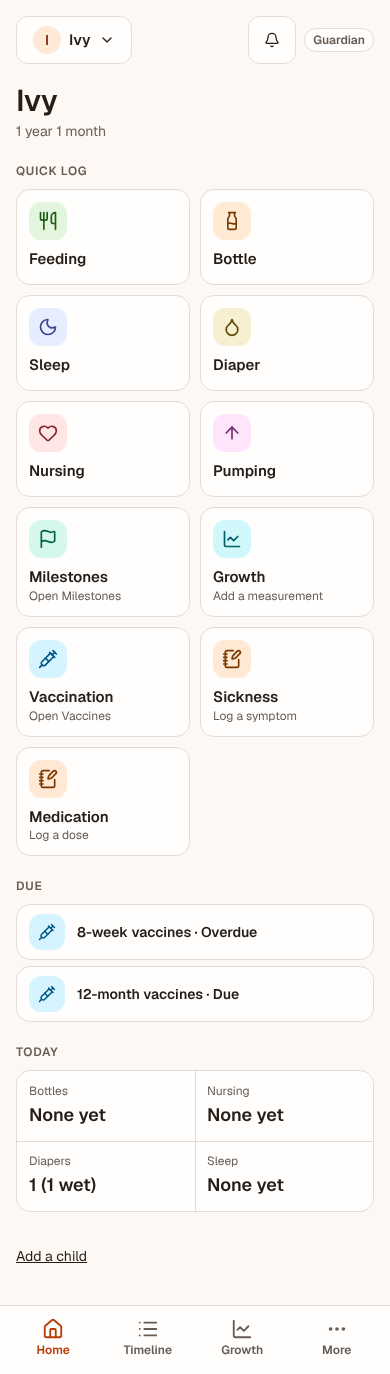 I Ivy
Guardian
Ivy
1 year 1 month
QUICK LOG
Feeding
Bottle
Sleep
Diaper
Nursing
Pumping
Milestones
Open Milestones
Growth
Add a measurement
Vaccination
Open Vaccines
Sickness
Log a symptom
Medication
Log a dose
DUE
8-week vaccines · Overdue
12-month vaccines · Due
TODAY
Bottles
None yet
Nursing
None yet
Diapers
1 (1 wet)
Sleep
None yet
Add a child
Home
Timeline
Growth
More